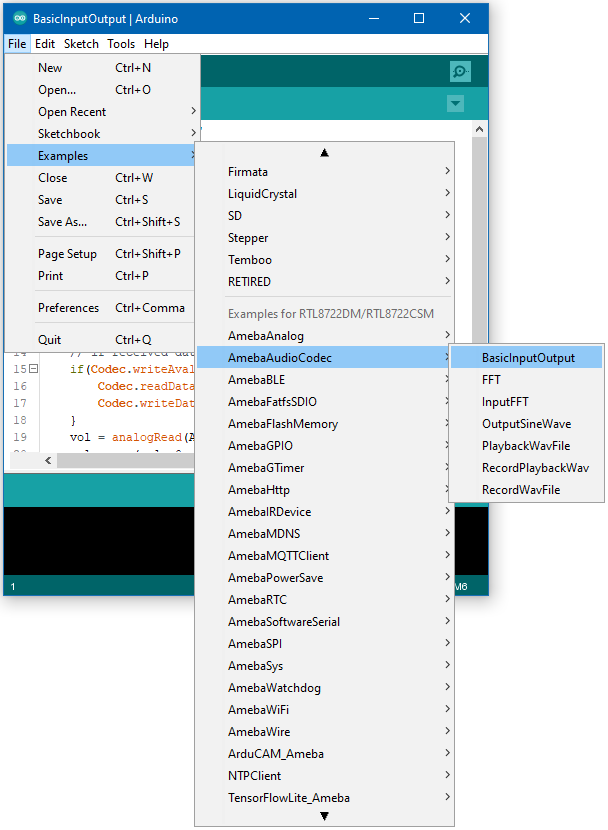 BasicInputOutput | Arduino
File Edit Sketch Tools Help
New Ctrl+N
Open... Ctrl+O
Open Recent
Sketchbook
Examples
Close Ctrl+W
Save Ctrl+S
Save As... Ctrl+Shift+S
Page Setup Ctrl+Shift+P
Print Ctrl+P
Preferences Ctrl+Comma
Quit Ctrl+Q
Firmata
LiquidCrystal
SD
Stepper
Temboo
RETIRED
Examples for RTL8722DM/RTL8722CSM
AmebaAnalog
AmebaAudioCodec
AmebaBLE
AmebaFatfsSDIO
AmebaFlashMemory
AmebaGPIO
AmebaGTimer
AmebaHttp
AmebaIRDevice
AmebaMDNS
AmebaMQTTClient
AmebaPowerSave
AmebaRTC
AmebaSoftwareSerial
AmebaSPI
AmebaSys
AmebaWatchdog
AmebaWiFi
AmebaWire
ArduCAM_Ameba
NTPClient
TensorFlowLite_Ameba
BasicInputOutput
FFT
InputFFT
OutputSineWave
PlaybackWavFile
RecordPlaybackWav
RecordWavFile
15 if(Codec.writeAval
16 Codec.readData
17 Codec.writeDat
18 }
19 vol = analogRead(A
1 M6